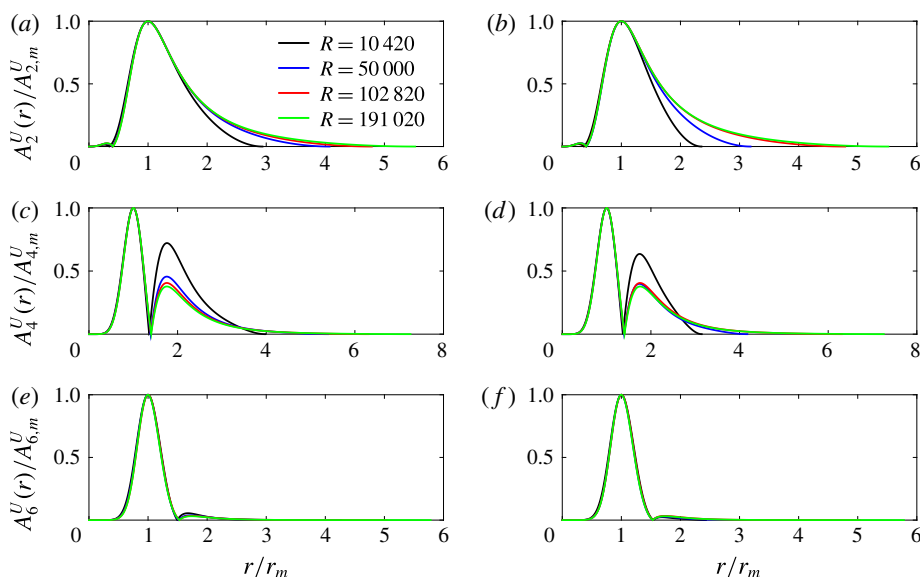 (a) 1.0 0.5 0 1 2 3 4 5 6 A_2^U(r)/A_{2,m}^U
R = 10 420
R = 50 000
R = 102 820
R = 191 020
(b) 1.0 0.5 0 1 2 3 4 5 6
(c) 1.0 0.5 0 2 4 6 8 A_4^U(r)/A_{4,m}^U
(d) 1.0 0.5 0 2 4 6 8
(e) 1.0 0.5 0 1 2 3 4 5 6 A_6^U(r)/A_{6,m}^U
r/r_m
(f) 1.0 0.5 0 1 2 3 4 5 6
r/r_m